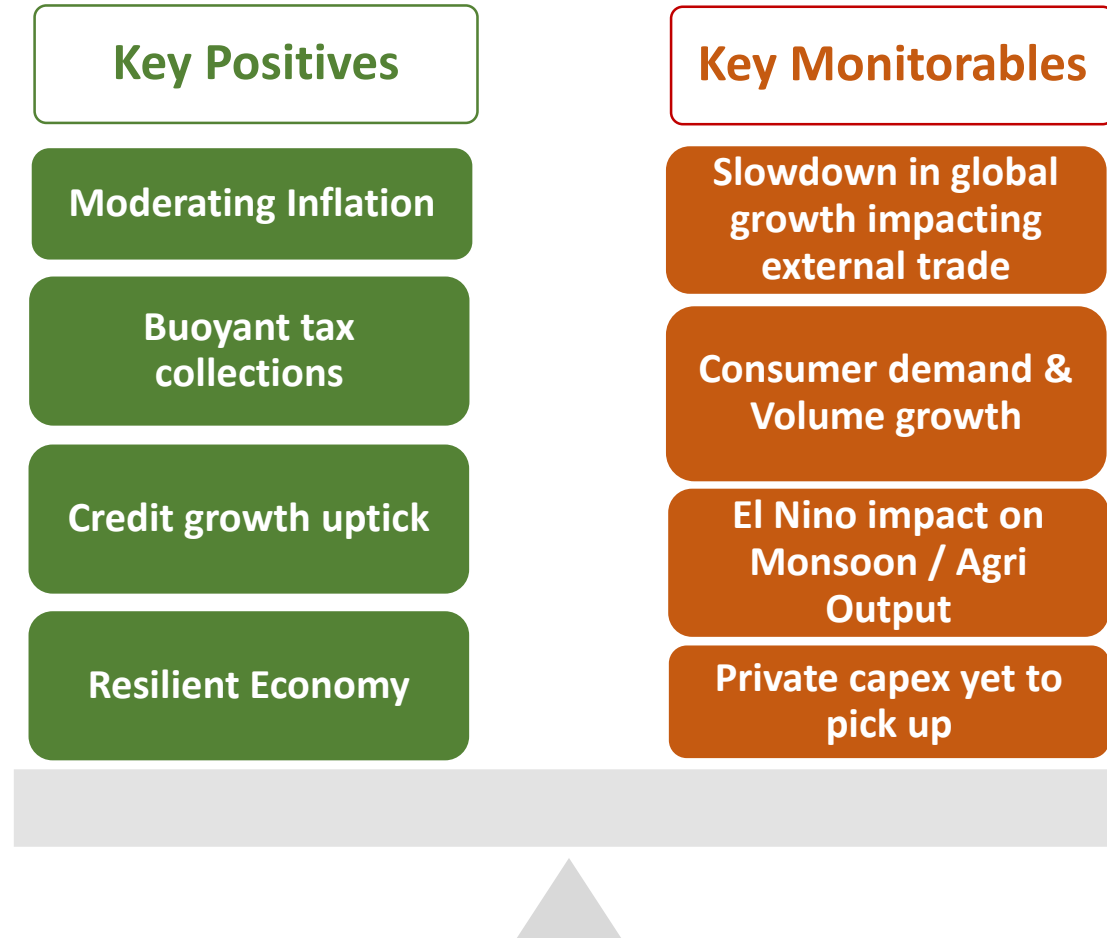 Key Positives
Moderating Inflation
Buoyant tax
collections
Credit growth uptick
Resilient Economy
Key Monitorables
Slowdown in global
growth impacting
external trade
Consumer demand &
Volume growth
El Nino impact on
Monsoon / Agri
Output
Private capex yet to
pick up